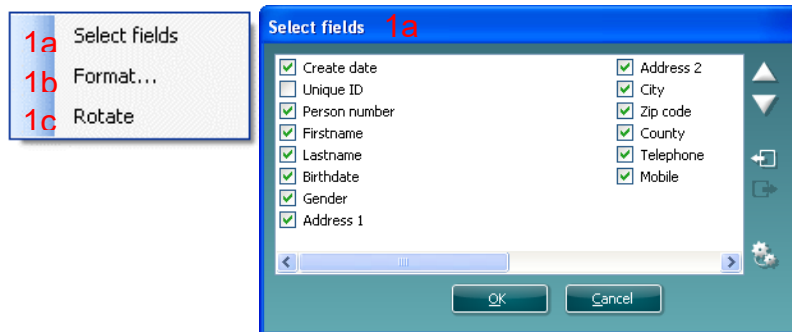 1a Select fields
1b Format...
1c Rotate
Select fields 1a
Create date
Unique ID
Person number
Firstname
Lastname
Birthdate
Gender
Address 1
Address 2
City
Zip code
County
Telephone
Mobile
OK Cancel